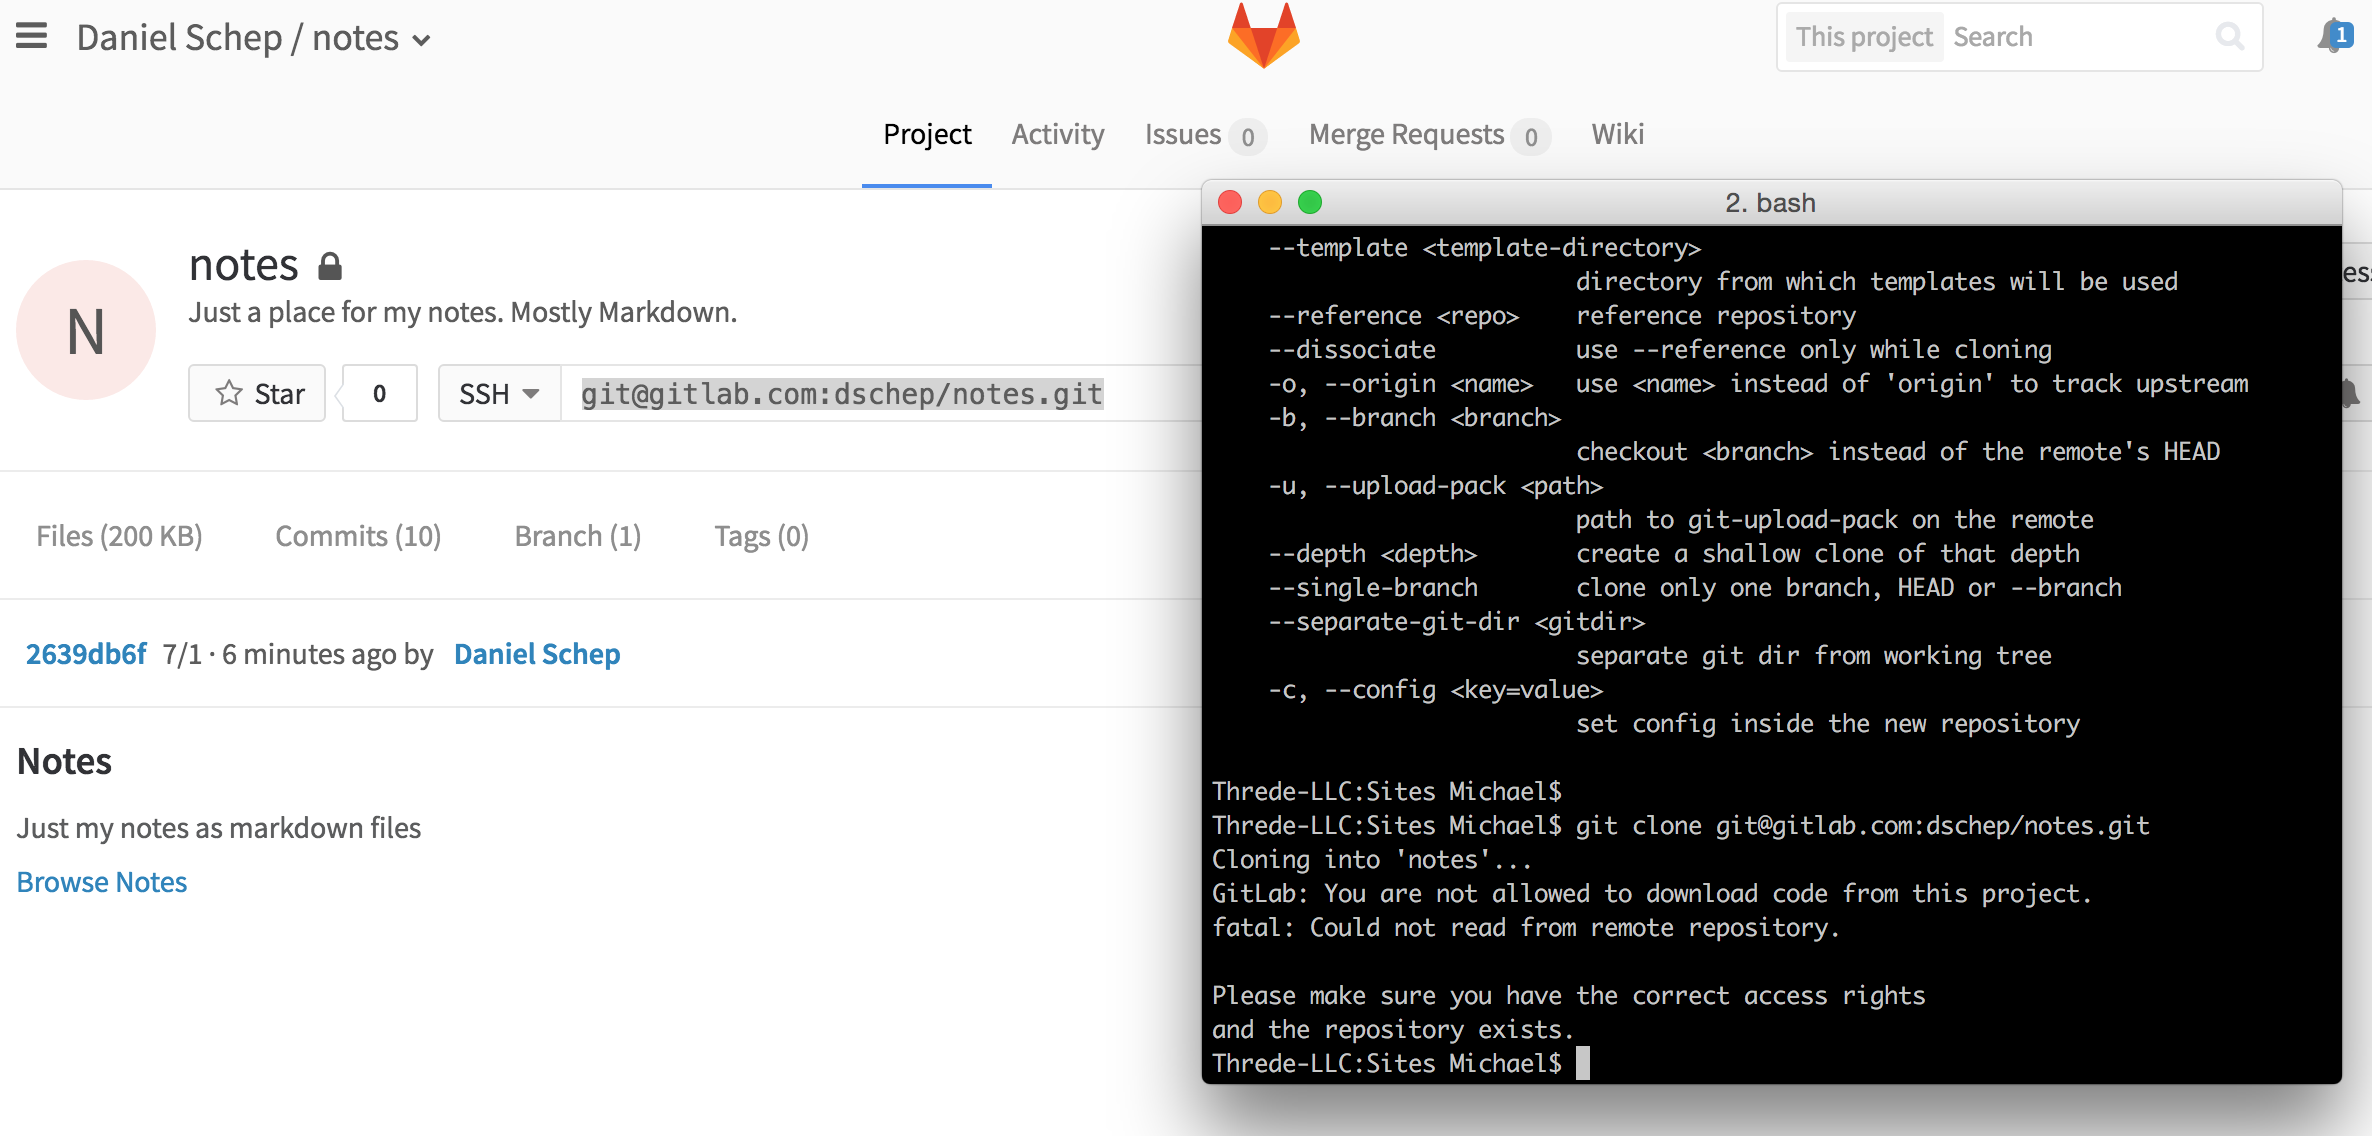 Daniel Schep / notes
This project Search
1
Project Activity Issues 0 Merge Requests 0 Wiki
N
notes
Just a place for my notes. Mostly Markdown.
Star 0 SSH git@gitlab.com:dschep/notes.git
Files (200 KB) Commits (10) Branch (1) Tags (0)
2639db6f 7/1 · 6 minutes ago by Daniel Schep
Notes
Just my notes as markdown files
Browse Notes
2. bash
--template <template-directory>
directory from which templates will be used
--reference <repo> reference repository
--dissociate use --reference only while cloning
-o, --origin <name> use <name> instead of 'origin' to track upstream
-b, --branch <branch>
checkout <branch> instead of the remote's HEAD
-u, --upload-pack <path>
path to git-upload-pack on the remote
--depth <depth> create a shallow clone of that depth
--single-branch clone only one branch, HEAD or --branch
--separate-git-dir <gitdir>
separate git dir from working tree
-c, --config <key=value>
set config inside the new repository
Threde-LLC:Sites Michael$
Threde-LLC:Sites Michael$ git clone git@gitlab.com:dschep/notes.git
Cloning into 'notes'...
GitLab: You are not allowed to download code from this project.
fatal: Could not read from remote repository.
Please make sure you have the correct access rights
and the repository exists.
Threde-LLC:Sites Michael$